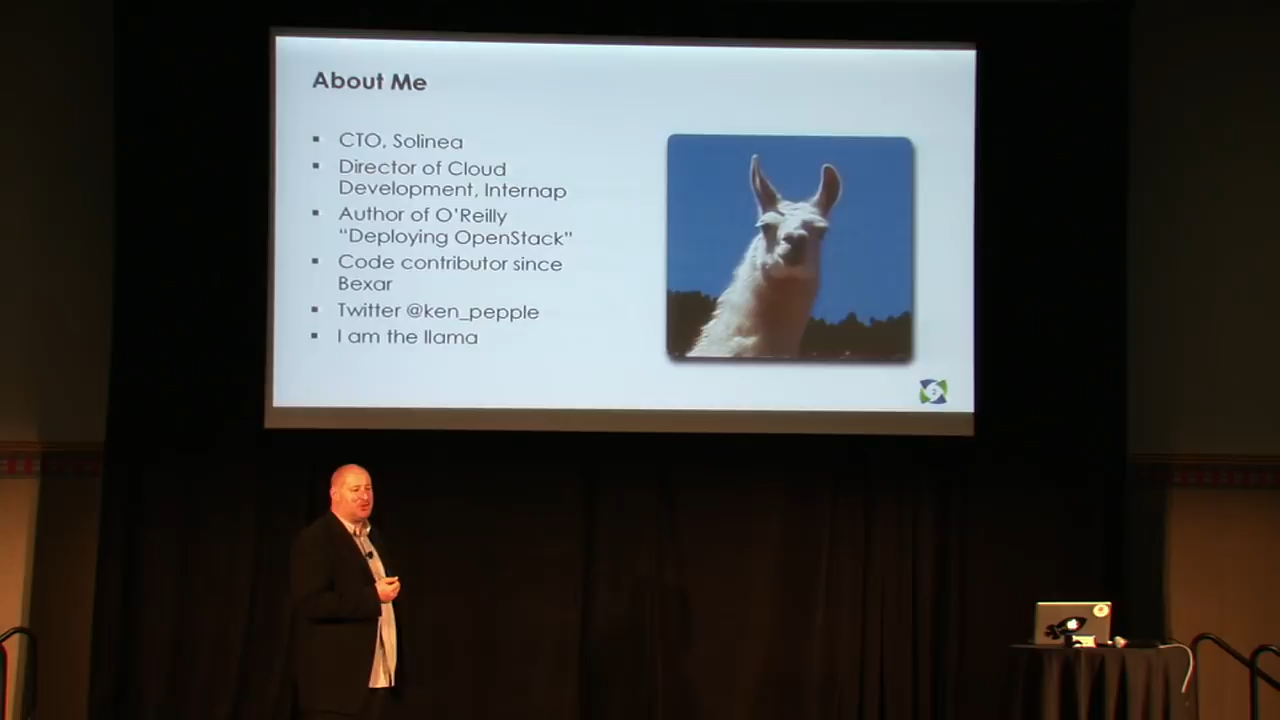 About Me
▪ CTO, Solinea
▪ Director of Cloud
Development, Internap
▪ Author of O'Reilly
“Deploying OpenStack”
▪ Code contributor since
Bexar
▪ Twitter @ken_pepple
▪ I am the llama